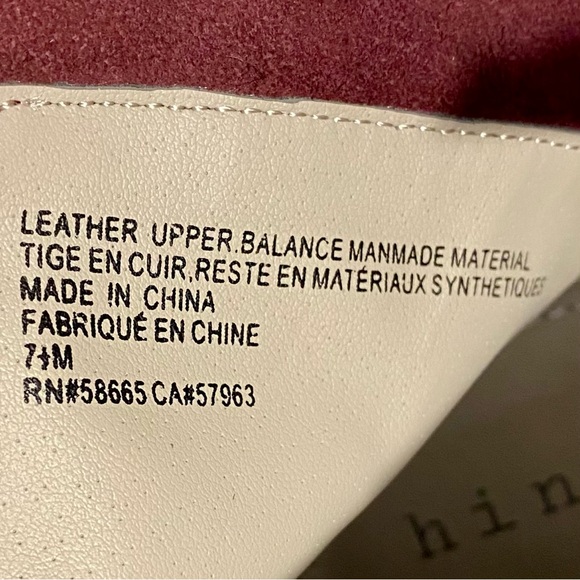 LEATHER UPPER.BALANCE MANMADE MATERIAL
TIGE EN CUIR.RESTE EN MATÉRIAUX SYNTHETIQUES
MADE IN CHINA
FABRIQUÉ EN CHINE
7½M
RN#58665 CA#57963
hin